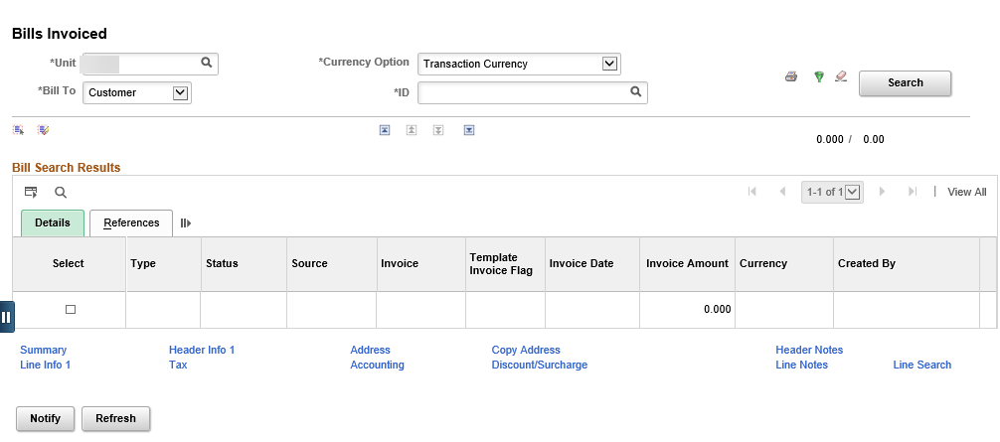 Bills Invoiced
*Unit
*Currency Option Transaction Currency
*Bill To Customer
*ID
Search
0.000 / 0.00
Bill Search Results
1-1 of 1
| View All
Details References
Select Type Status Source Invoice Template Invoice Flag Invoice Date Invoice Amount Currency Created By
0.000
Summary Header Info 1 Address Copy Address Header Notes
Line Info 1 Tax Accounting Discount/Surcharge Line Notes Line Search
Notify Refresh